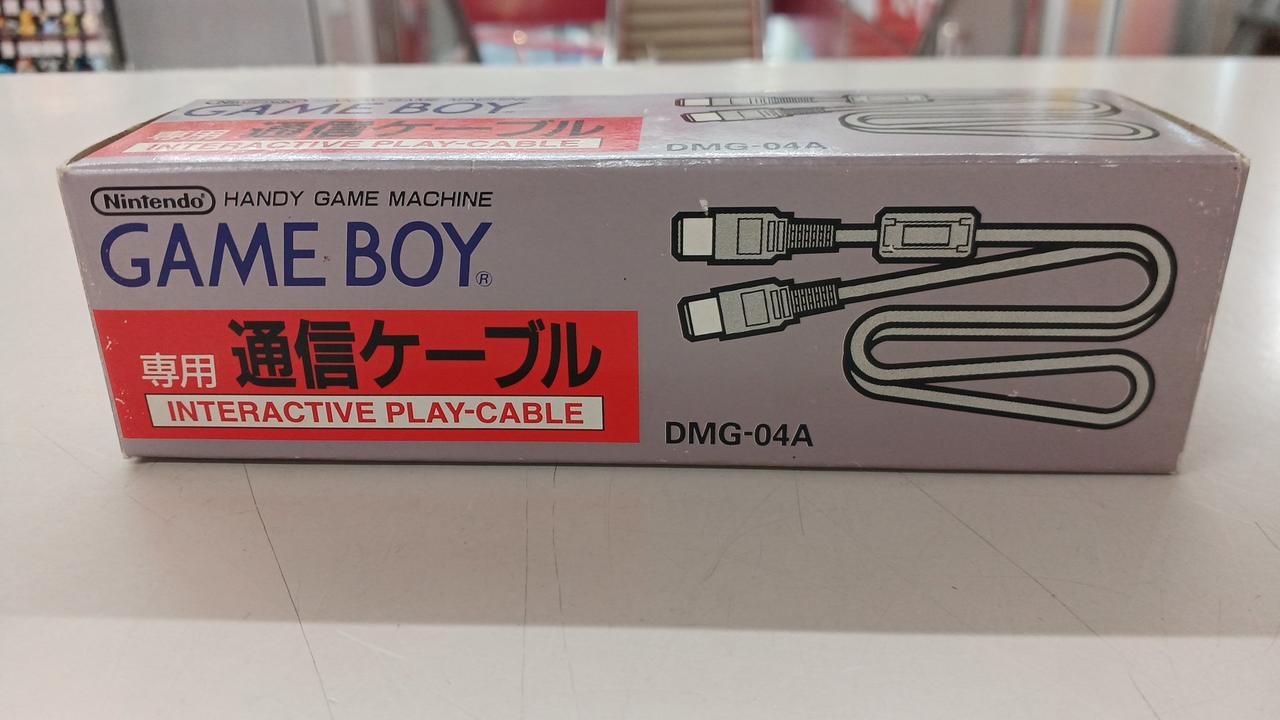 GAME BOY
専用 通信ケーブル
INTERACTIVE PLAY-CABLE
DMG-04A
Nintendo® HANDY GAME MACHINE
GAME BOY®
専用 通信ケーブル
INTERACTIVE PLAY-CABLE
DMG-04A